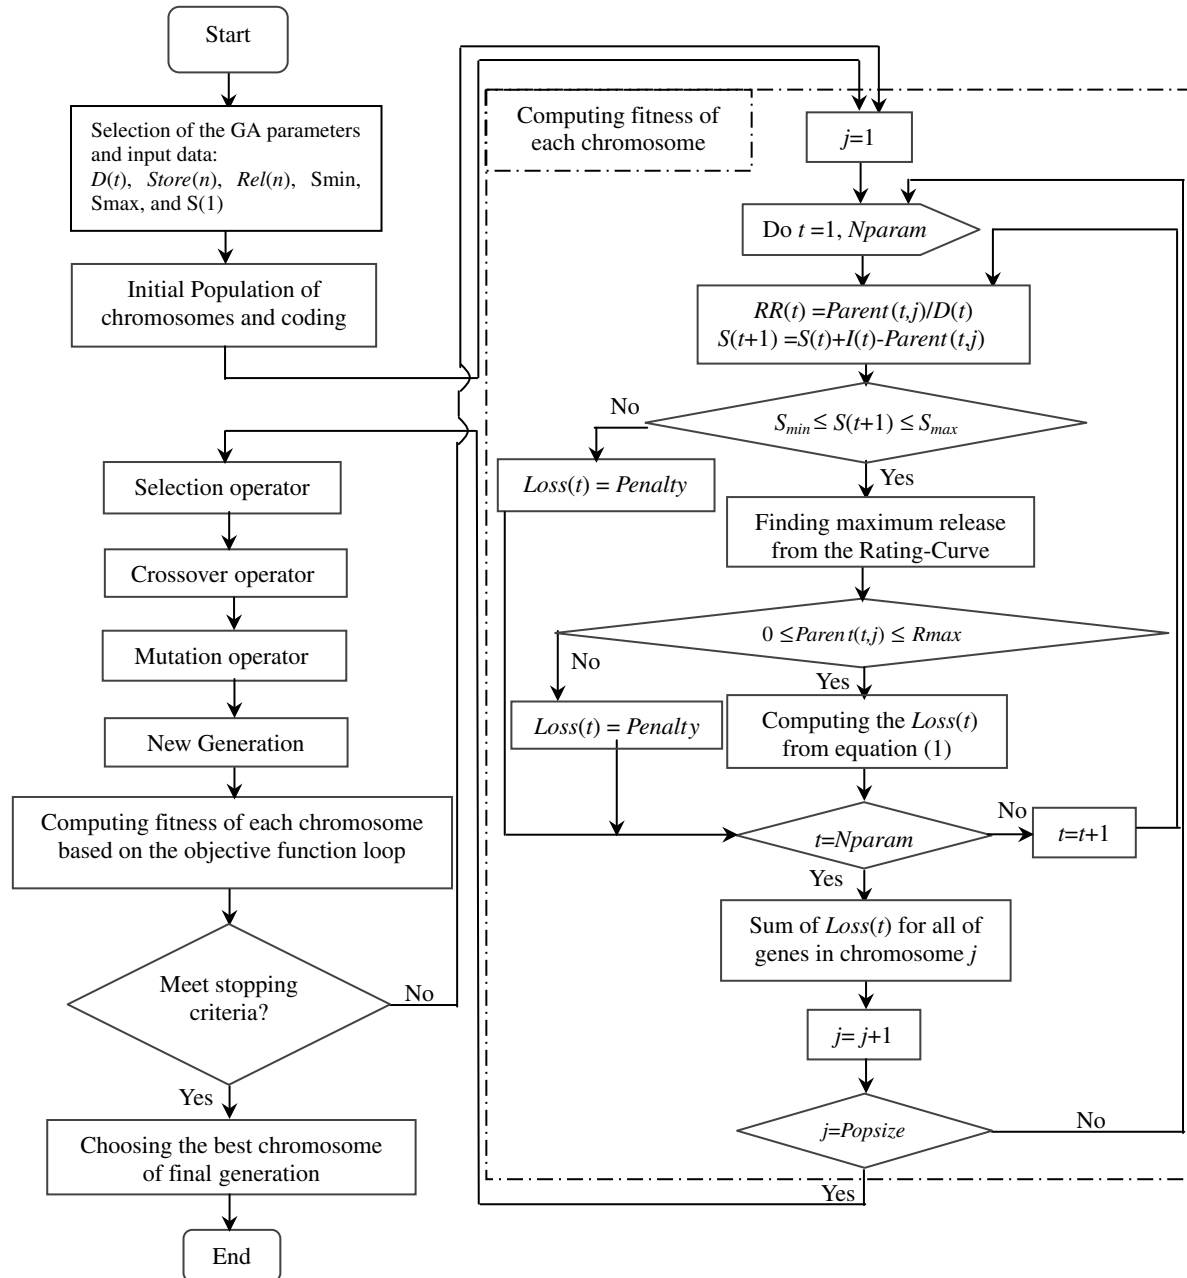 Start
Selection of the GA parameters
and input data:
D(t), Store(n), Rel(n), Smin,
Smax, and S(1)
Initial Population of
chromosomes and coding
Selection operator
Crossover operator
Mutation operator
New Generation
Computing fitness of each chromosome
based on the objective function loop
Meet stopping
criteria?
No
Yes
Choosing the best chromosome
of final generation
End
Computing fitness of
each chromosome
j=1
Do t =1, Nparam
RR(t) =Parent(t,j)/D(t)
S(t+1) =S(t)+I(t)-Parent(t,j)
No
Smin ≤ S(t+1) ≤ Smax
Loss(t) = Penalty
Yes
Finding maximum release
from the Rating-Curve
0 ≤Parent(t,j) ≤ Rmax
No
Yes
Loss(t) = Penalty
Computing the Loss(t)
from equation (1)
t=Nparam
No
t=t+1
Yes
Sum of Loss(t) for all of
genes in chromosome j
j= j+1
j=Popsize
No
Yes